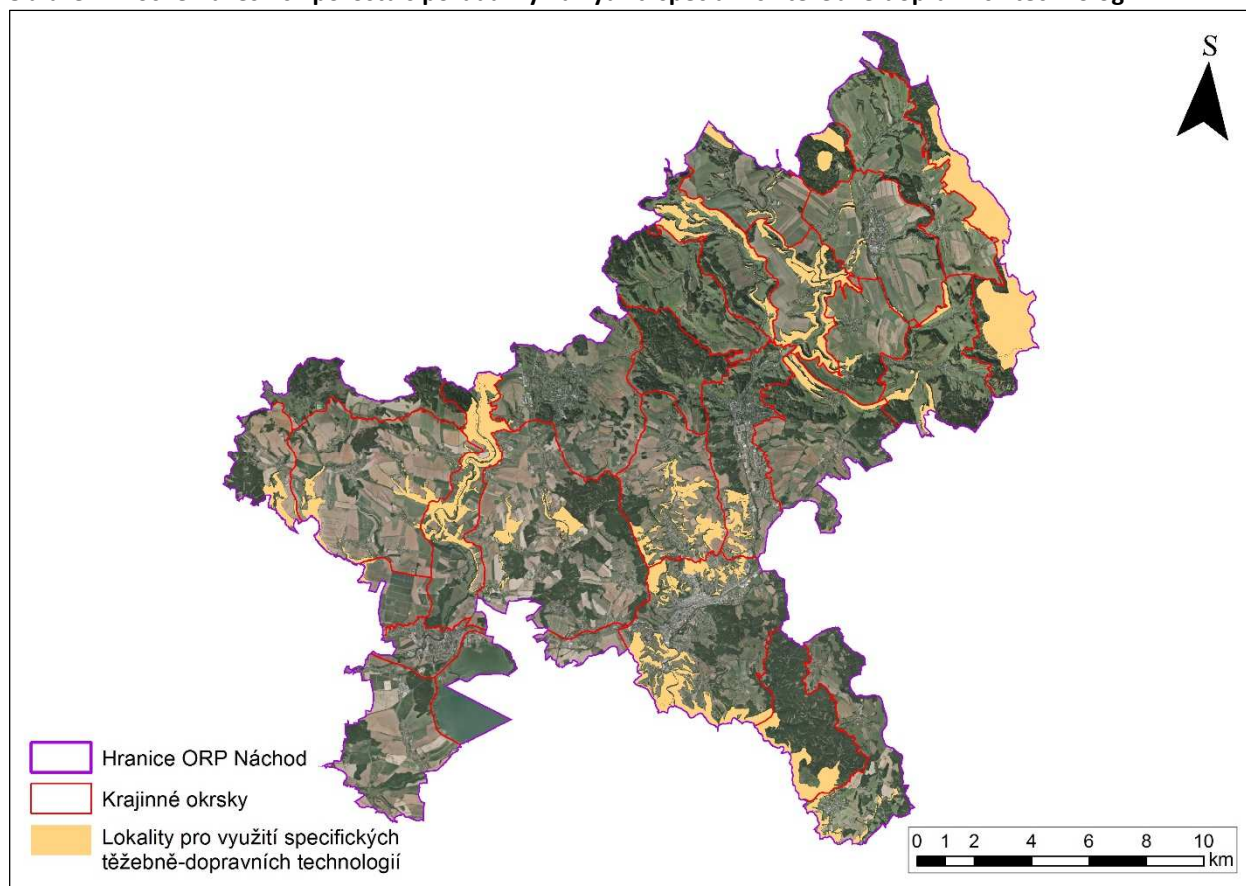 S
Hranice ORP Náchod
Krajinné okrsky
Lokality pro využití specifických
těžebně-dopravních technologií
0 1 2 4 6 8 10
km